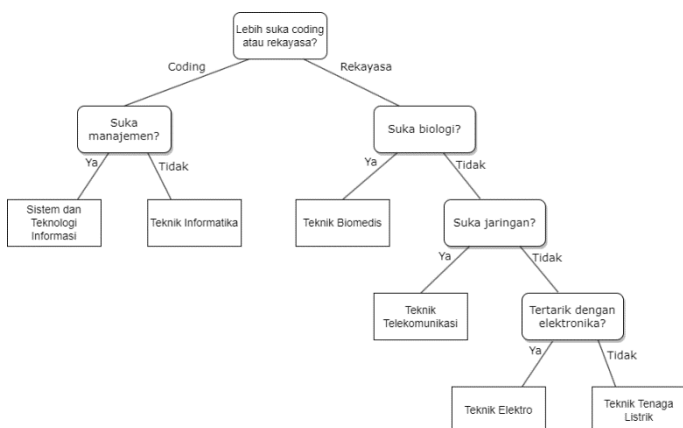 Lebih suka coding
atau rekayasa?
Coding
Rekayasa
Suka
manajemen?
Suka biologi?
Ya
Tidak
Ya
Tidak
Sistem dan
Teknologi
Informasi
Teknik Informatika
Teknik Biomedis
Suka jaringan?
Ya
Tidak
Teknik
Telekomunikasi
Tertarik dengan
elektronika?
Ya
Tidak
Teknik Elektro
Teknik Tenaga
Listrik